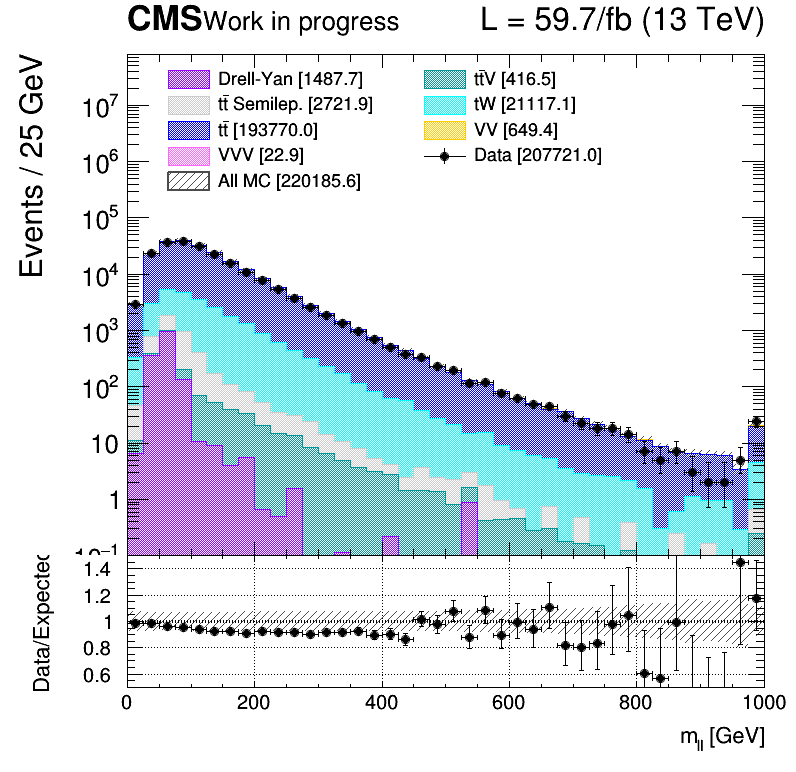 CMS Work in progress L = 59.7/fb (13 TeV)
Events / 25 GeV
Drell-Yan [1487.7] tt̄V [416.5]
tt̄ Semilep. [2721.9] tW [21117.1]
tt̄ [193770.0] VV [649.4]
VVV [22.9] Data [207721.0]
All MC [220185.6]
10⁷
10⁶
10⁵
10⁴
10³
10²
10
1
10⁻¹
Data/Expected
1.4
1.2
1
0.8
0.6
0 200 400 600 800 1000
m_ll [GeV]